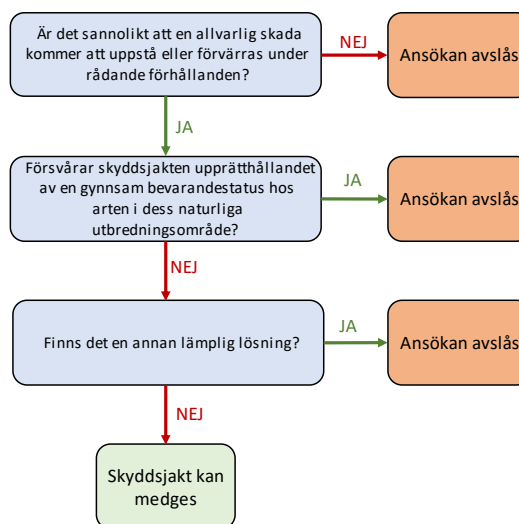 Är det sannolikt att en allvarlig skada
kommer att uppstå eller förvärras under
rådande förhållanden?
NEJ
Ansökan avslås
JA
Försvårar skyddsjakten upprätthållandet
av en gynnsam bevarandestatus hos
arten i dess naturliga
utbredningsområde?
JA
Ansökan avslås
NEJ
Finns det en annan lämplig lösning?
JA
Ansökan avslås
NEJ
Skyddsjakt kan
medges